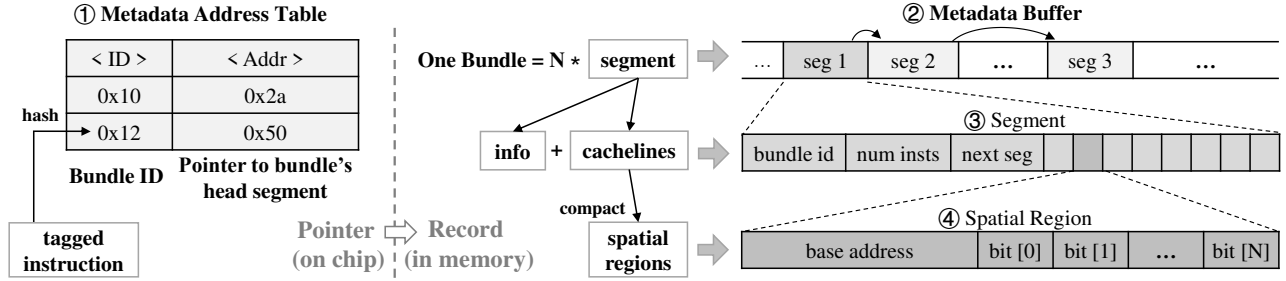 ① Metadata Address Table
< ID > < Addr >
0x10 0x2a
hash
0x12 0x50
Bundle ID
Pointer to bundle's
head segment
tagged
instruction
Pointer
(on chip)
Record
(in memory)
One Bundle = N * segment
info + cachelines
compact
spatial
regions
② Metadata Buffer
... seg 1 seg 2 ... seg 3 ...
③ Segment
bundle id num insts next seg
④ Spatial Region
base address bit [0] bit [1] ... bit [N]